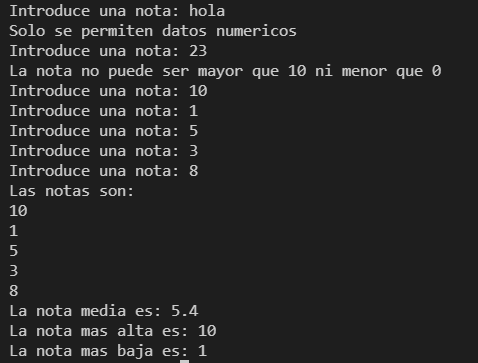 Introduce una nota: hola
Solo se permiten datos numericos
Introduce una nota: 23
La nota no puede ser mayor que 10 ni menor que 0
Introduce una nota: 10
Introduce una nota: 1
Introduce una nota: 5
Introduce una nota: 3
Introduce una nota: 8
Las notas son:
10
1
5
3
8
La nota media es: 5.4
La nota mas alta es: 10
La nota mas baja es: 1